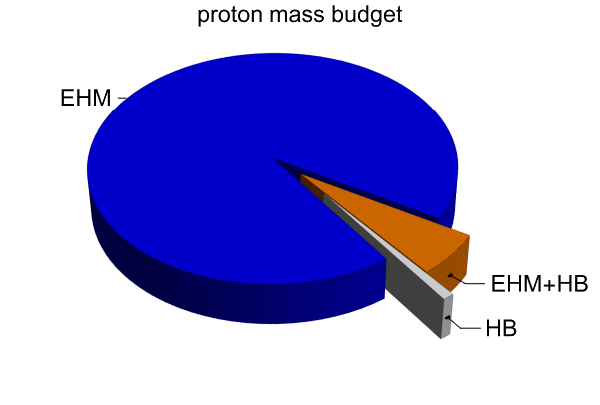 proton mass budget
EHM
EHM+HB
HB